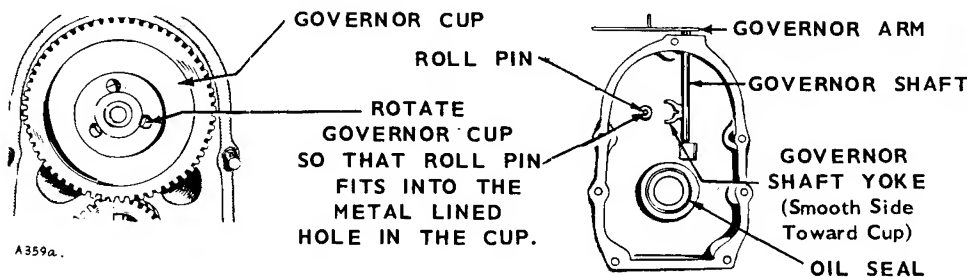 GOVERNOR CUP
ROLL PIN
ROTATE
GOVERNOR CUP
SO THAT ROLL PIN
FITS INTO THE
METAL LINED
HOLE IN THE CUP.
A359a.
GOVERNOR ARM
GOVERNOR SHAFT
GOVERNOR
SHAFT YOKE
(Smooth Side
Toward Cup)
OIL SEAL